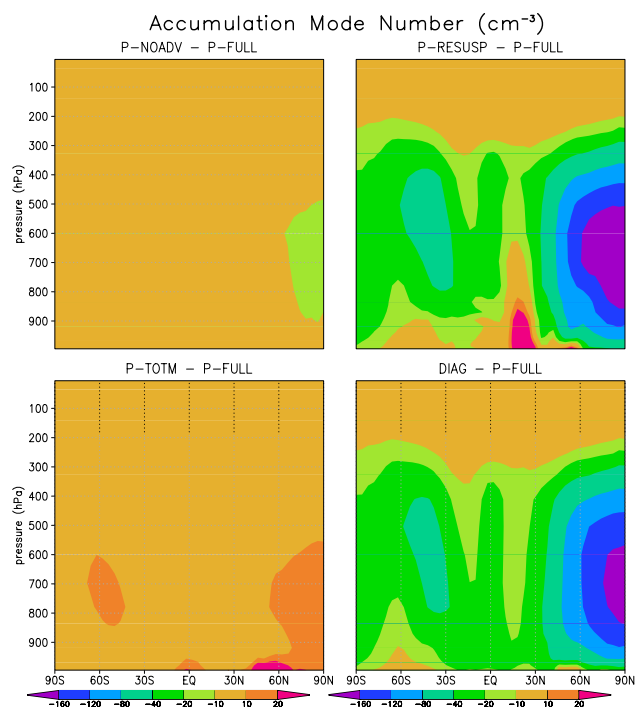 Accumulation Mode Number (cm⁻³)
P-NOADV - P-FULL
P-RESUSP - P-FULL
pressure (hPa)
100
200
300
400
500
600
700
800
900
P-TOTM - P-FULL
DIAG - P-FULL
pressure (hPa)
100
200
300
400
500
600
700
800
900
90S 60S 30S EQ 30N 60N 90N
90S 60S 30S EQ 30N 60N 90N
-160 -120 -80 -40 -20 -10 10 20
-160 -120 -80 -40 -20 -10 10 20